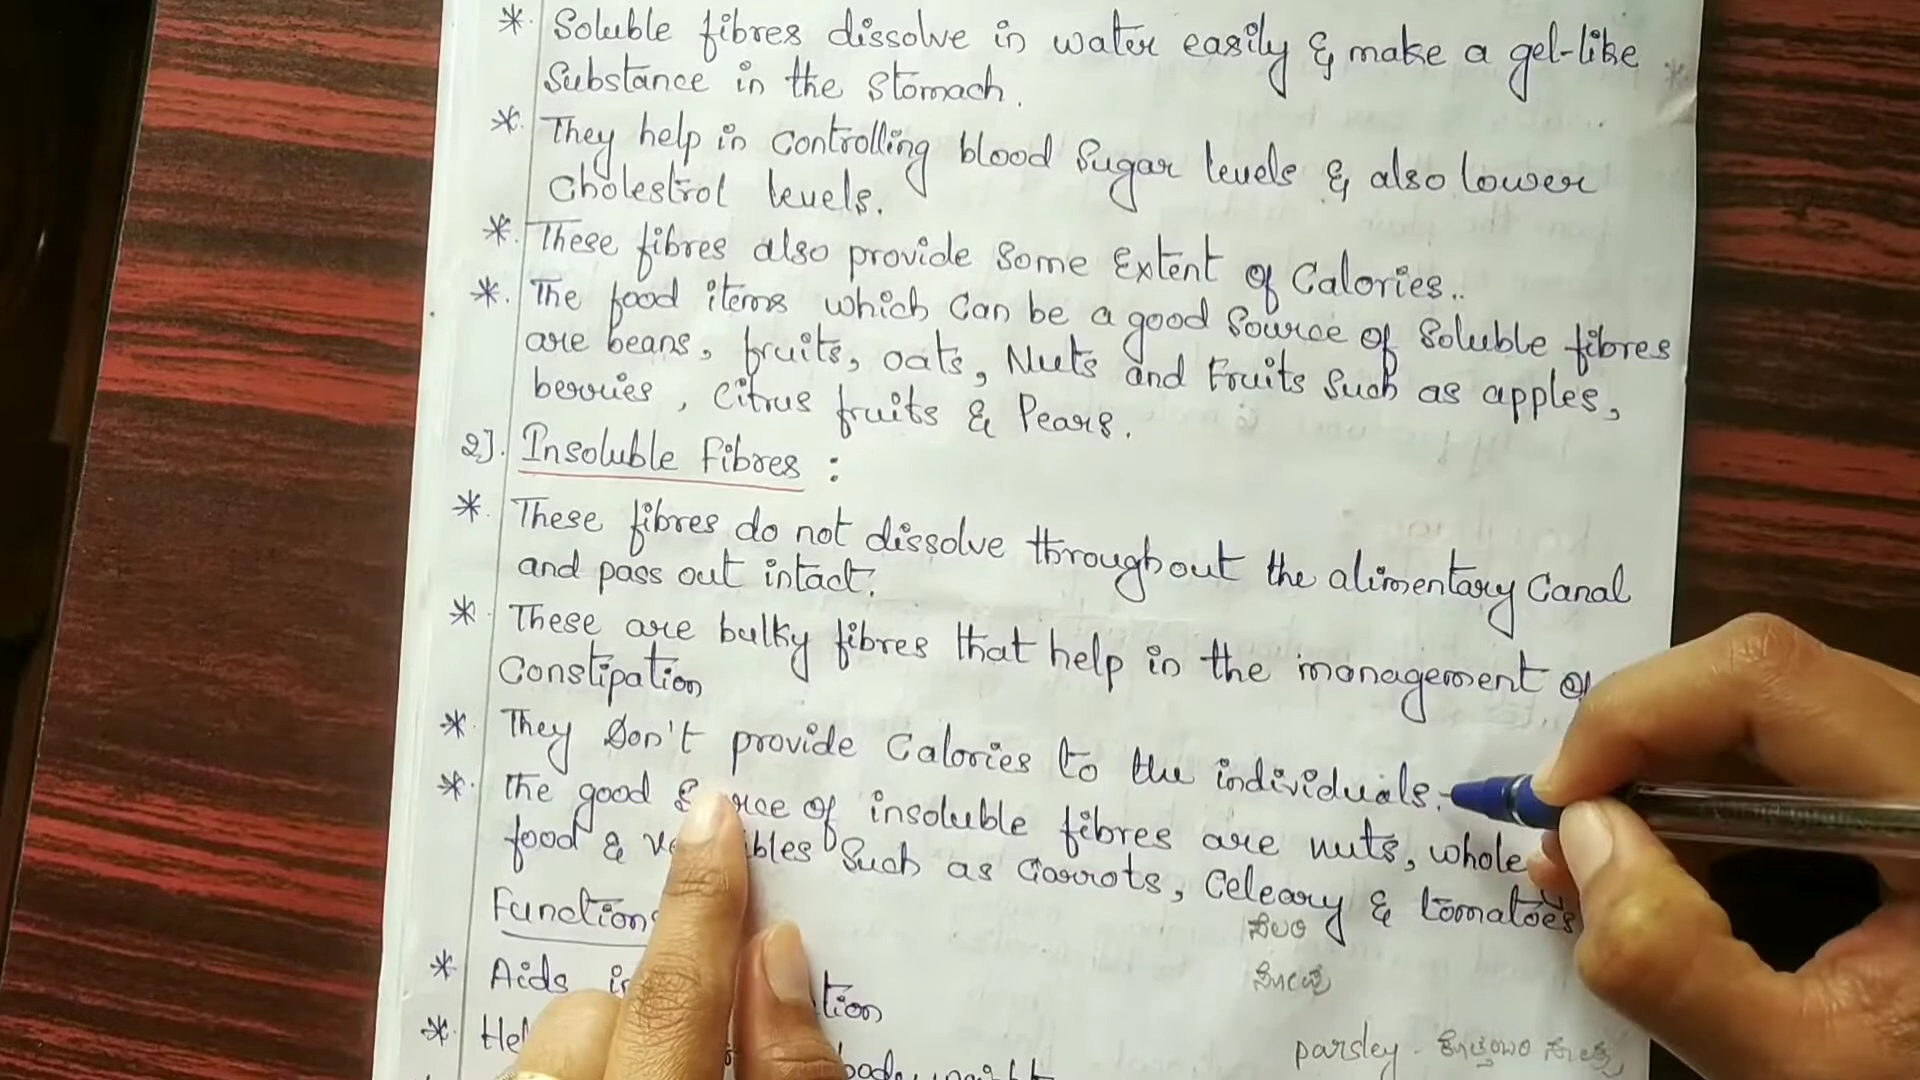 * Soluble fibres dissolve in water easily & make a gel-like
Substance in the Stomach.
* They help in Controlling blood Sugar levels & also lower
Cholestrol levels.
* These fibres also provide Some Extent of Calories..
*. The food items which Can be a good Source of Soluble fibres
are beans, fruits, oats, Nuts and Fruits Such as apples,
berries, Citrus fruits & Pears.
2]. Insoluble Fibres :
* These fibres do not dissolve throughout the alimentary Canal
and pass out intact.
* These are bulky fibres that help in the management
Constipation
* They Don't provide Calories to the individuals.
* The good of insoluble fibres are nuts, whole
food & Such as Carrots, Celeary & tomatoes
Function
ಸೆಲರಿ
* Aids
*
parsley -